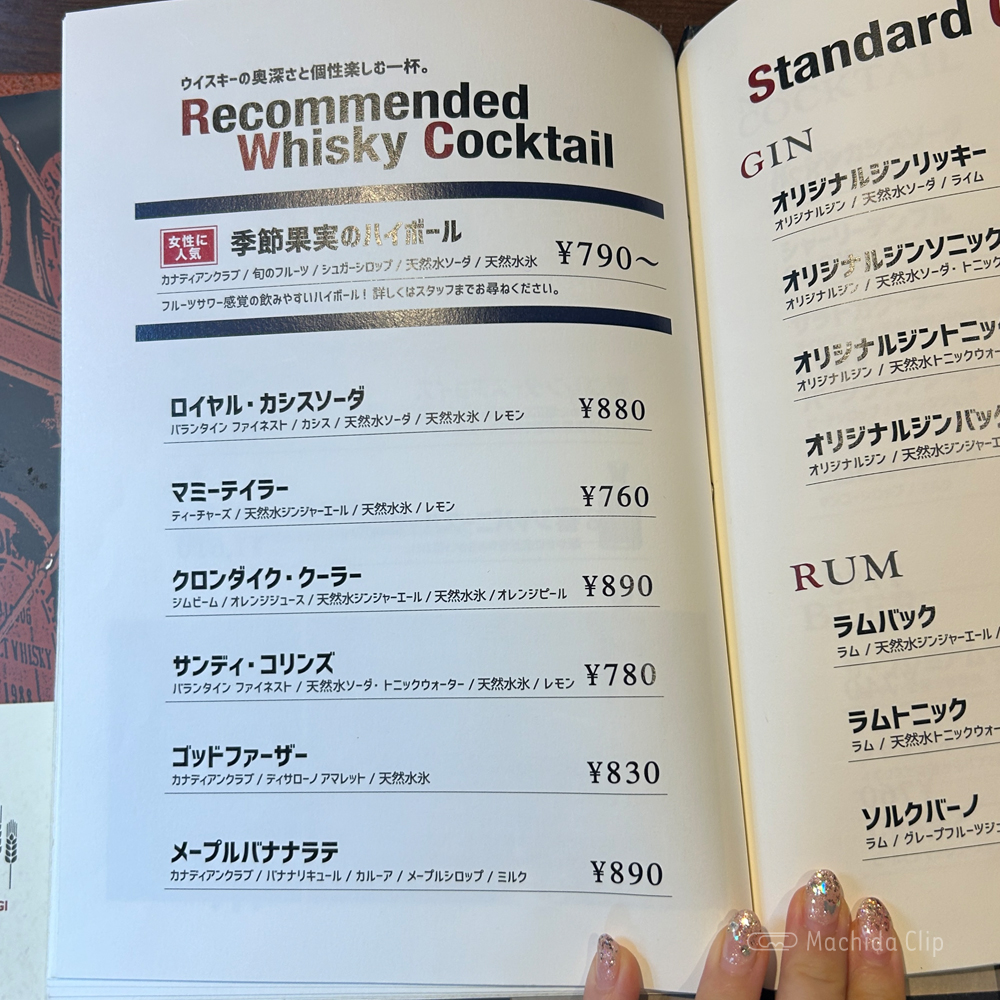 ウイスキーの奥深さと個性楽しむ一杯。
Recommended
Whisky Cocktail
女性に
人気
季節果実のハイボール
¥790〜
カナディアンクラブ / 旬のフルーツ / シュガーシロップ / 天然水ソーダ / 天然水氷
フルーツサワー感覚の飲みやすいハイボール！詳しくはスタッフまでお尋ねください。
ロイヤル・カシスソーダ
¥880
バランタイン ファイネスト / カシス / 天然水ソーダ / 天然水氷 / レモン
マミーテイラー
¥760
ティーチャーズ / 天然水ジンジャーエール / 天然水氷 / レモン
クロンダイク・クーラー
¥890
ジムビーム / オレンジジュース / 天然水ジンジャーエール / 天然水氷 / オレンジピール
サンディ・コリンズ
¥780
バランタイン ファイネスト / 天然水ソーダ・トニックウォーター / 天然水氷 / レモン
ゴッドファーザー
¥830
カナディアンクラブ / ディサローノ アマレット / 天然水氷
メープルバナナラテ
¥890
カナディアンクラブ / バナナリキュール / カルーア / メープルシロップ / ミルク
Standard
GIN
オリジナルジンリッキー
オリジナルジン / 天然水ソーダ / ライム
オリジナルジンソニック
オリジナルジン / 天然水ソーダ・トニック
オリジナルジントニッ
オリジナルジン / 天然水トニックウォー
オリジナルジンバック
オリジナルジン / 天然水ジンジャーエ
RUM
ラムバック
ラム / 天然水ジンジャーエール /
ラムトニック
ラム / 天然水トニックウォー
ソルクバーノ
ラム / グレープフルーツジュ
Machida Clip